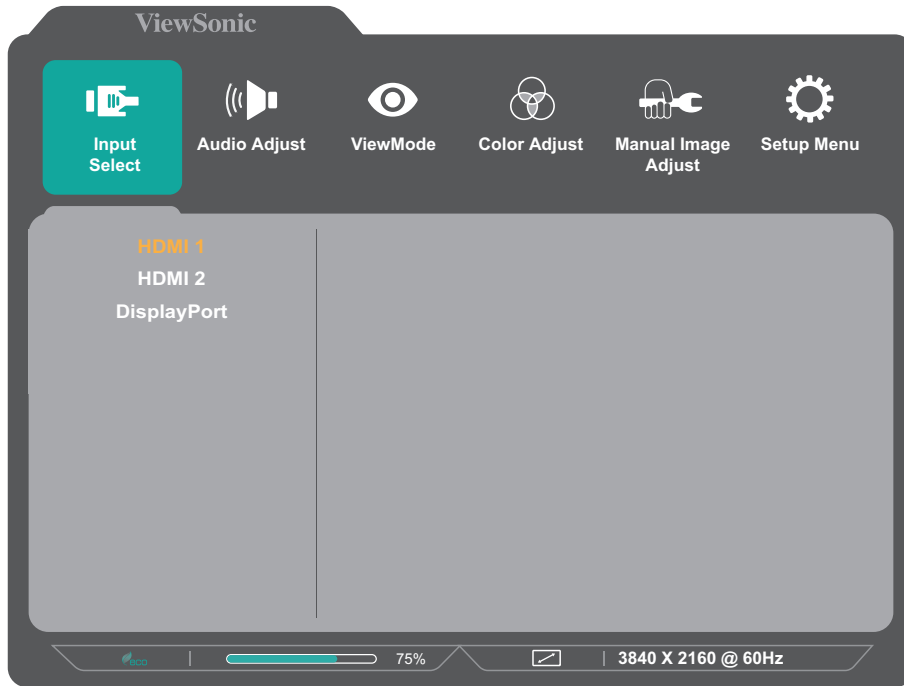 ViewSonic
Input
Select
Audio Adjust
ViewMode
Color Adjust
Manual Image
Adjust
Setup Menu
HDMI 1
HDMI 2
DisplayPort
eco
75%
3840 X 2160 @ 60Hz